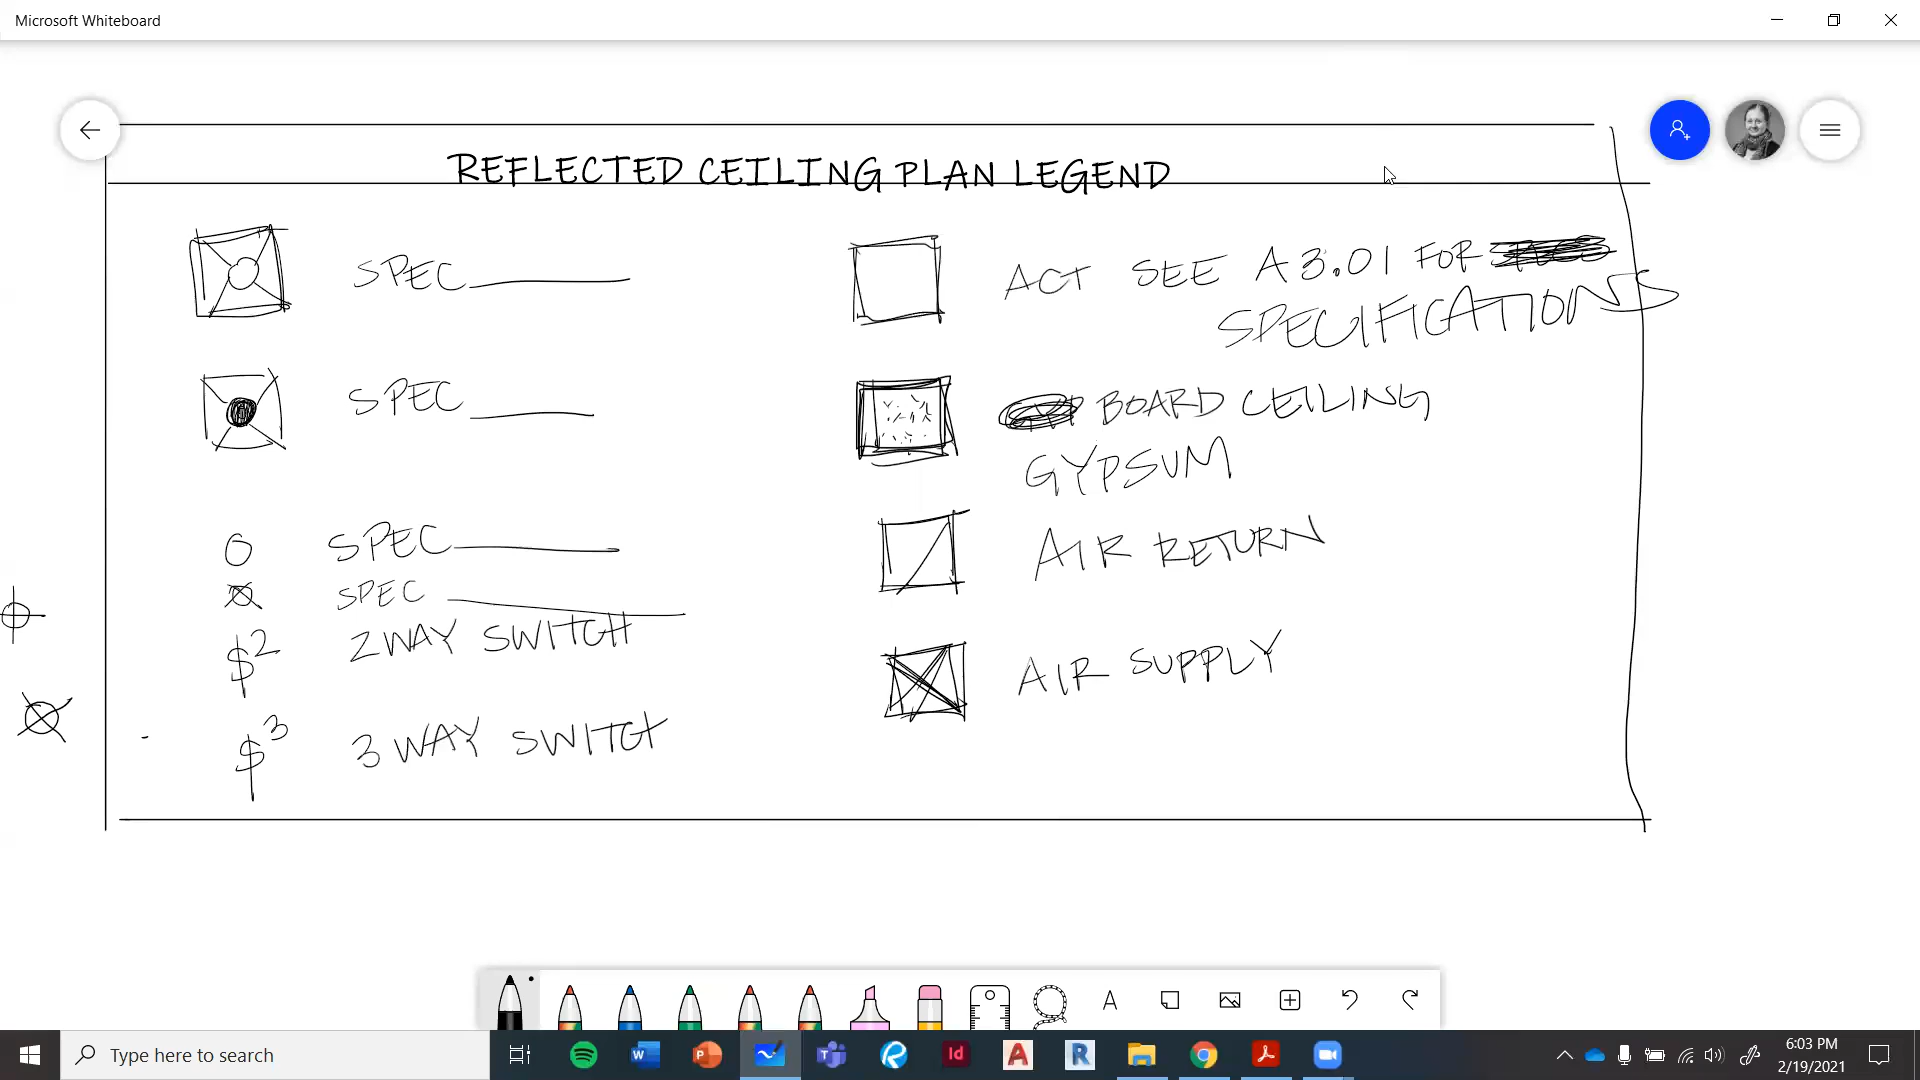 Microsoft Whiteboard
REFLECTED CEILING PLAN LEGEND
SPEC
SPEC
O SPEC
SPEC
$2 2WAY SWITCH
$3 3 WAY SWITCH
ACT SEE A3.01 FOR
SPECIFICATIONS
BOARD CEILING
GYPSUM
AIR RETURN
AIR SUPPLY
A
Type here to search
6:03 PM
2/19/2021